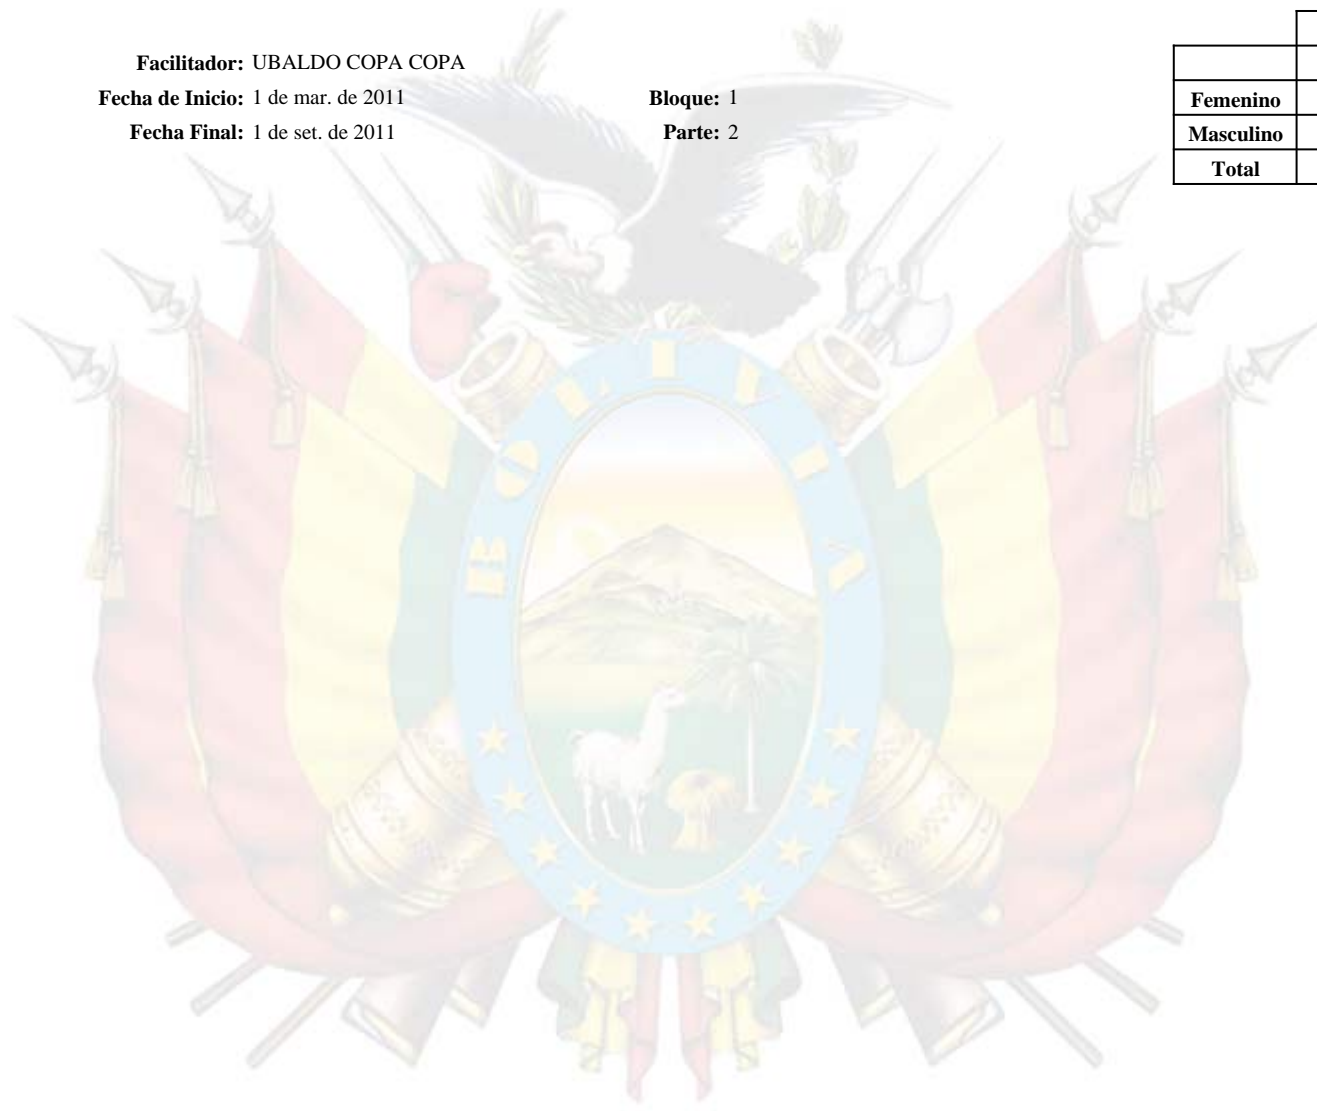 Facilitador: UBALDO COPA COPA
Fecha de Inicio: 1 de mar. de 2011 Bloque: 1
Fecha Final: 1 de set. de 2011 Parte: 2
Femenino
Masculino
Total
BOLIVIA